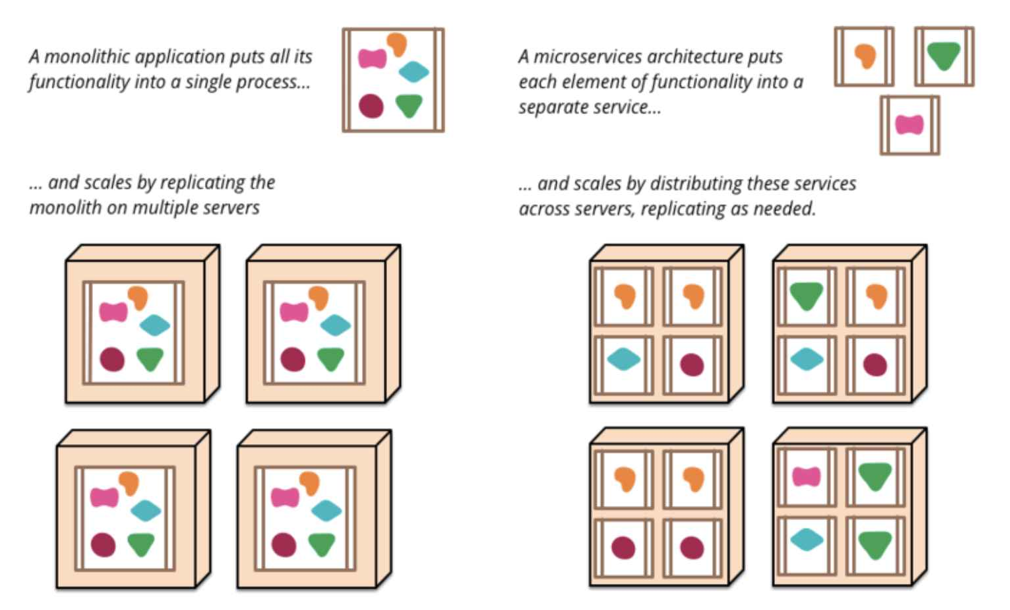 A monolithic application puts all its
functionality into a single process...
... and scales by replicating the
monolith on multiple servers
A microservices architecture puts
each element of functionality into a
separate service...
... and scales by distributing these services
across servers, replicating as needed.